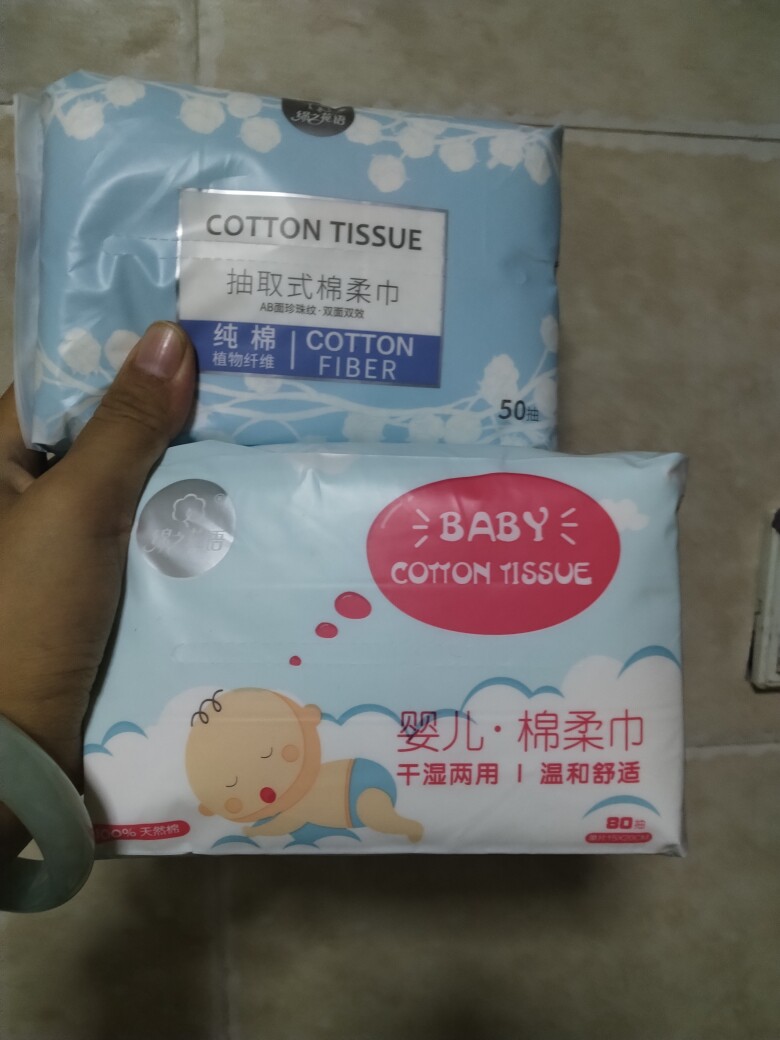 COTTON TISSUE
抽取式棉柔巾
AB面珍珠纹·双面双效
纯棉
植物纤维
COTTON
FIBER
50抽
BABY
COTTON TISSUE
婴儿·棉柔巾
干湿两用 | 温和舒适
100% 天然棉
80抽